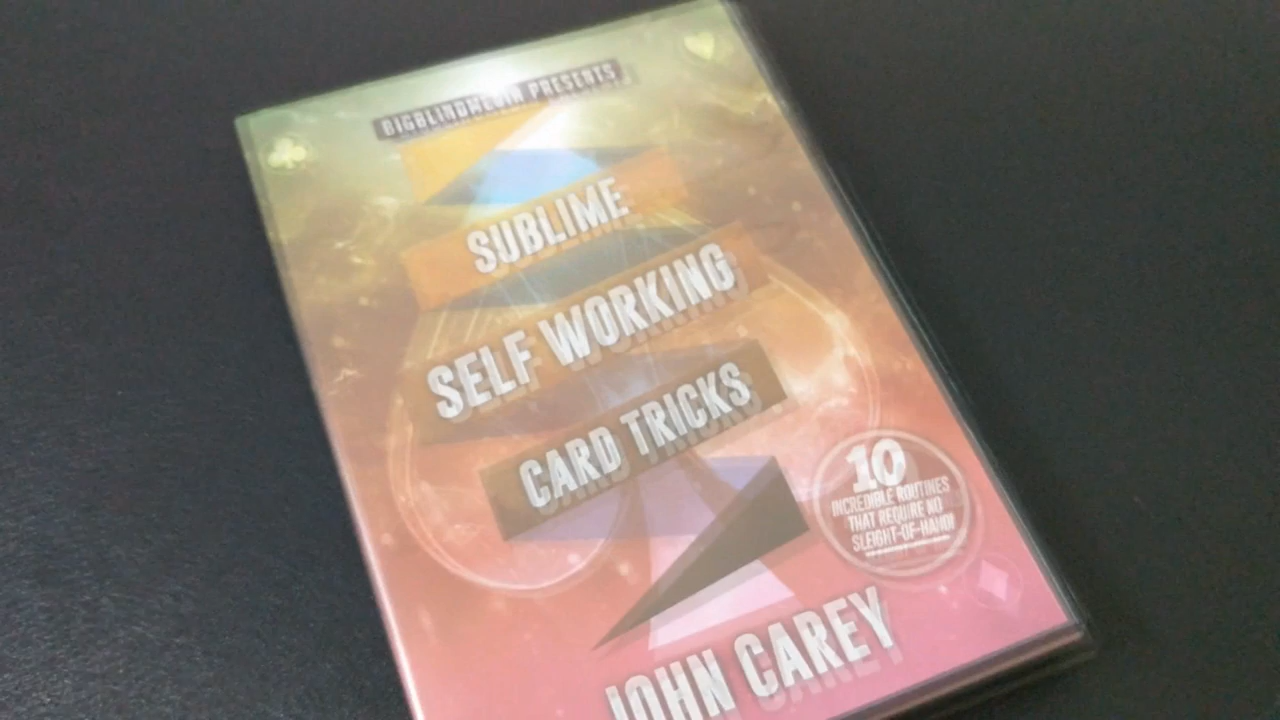 BIGBLINDMEDIA PRESENTS
SUBLIME
SELF WORKING
CARD TRICKS
10
INCREDIBLE ROUTINES
THAT REQUIRE NO
SLEIGHT-OF-HAND!
JOHN CAREY